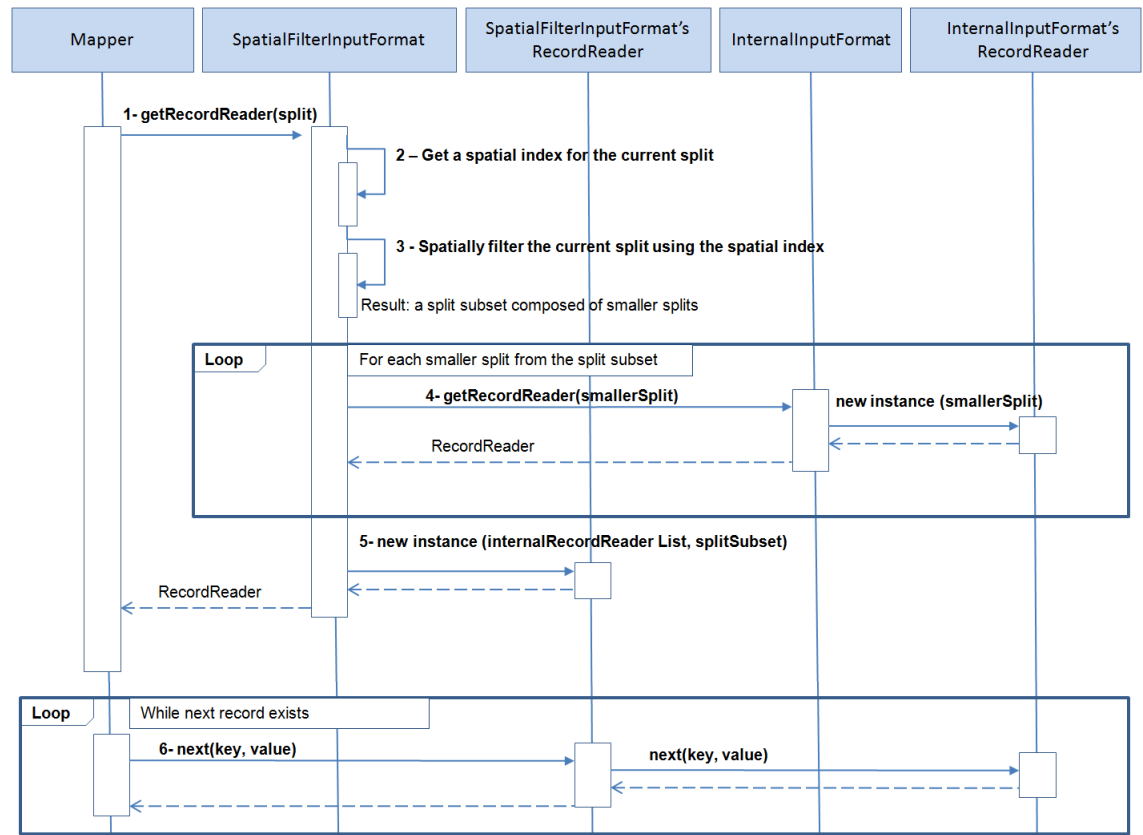 Mapper
SpatialFilterInputFormat
SpatialFilterInputFormat's
RecordReader
InternalInputFormat
InternalInputFormat's
RecordReader
1- getRecordReader(split)
2 – Get a spatial index for the current split
3 - Spatially filter the current split using the spatial index
Result: a split subset composed of smaller splits
Loop
For each smaller split from the split subset
4- getRecordReader(smallerSplit)
new instance (smallerSplit)
RecordReader
5- new instance (internalRecordReader List, splitSubset)
RecordReader
Loop
While next record exists
6- next(key, value)
next(key, value)